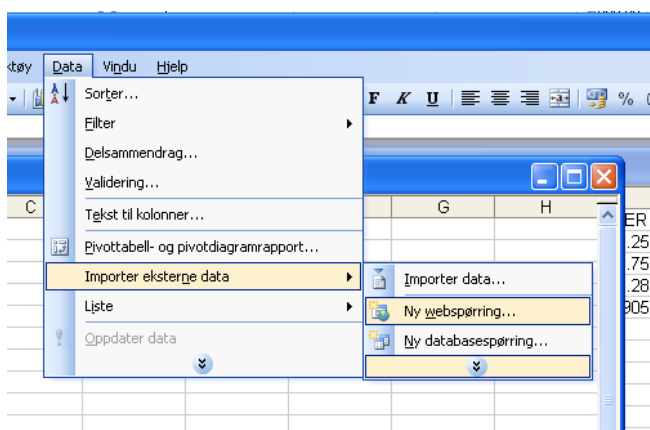 ktøy Data Vindu Hjelp
Sorter...
F K U %
Filter
Delsammendrag...
Validering...
C G H
Tekst til kolonner...
ER
.25
Pivottabell- og pivotdiagramrapport...
.75
Importer eksterne data
Importer data...
.28
Liste
Ny webspørring...
905
Oppdater data
Ny databasespørring...